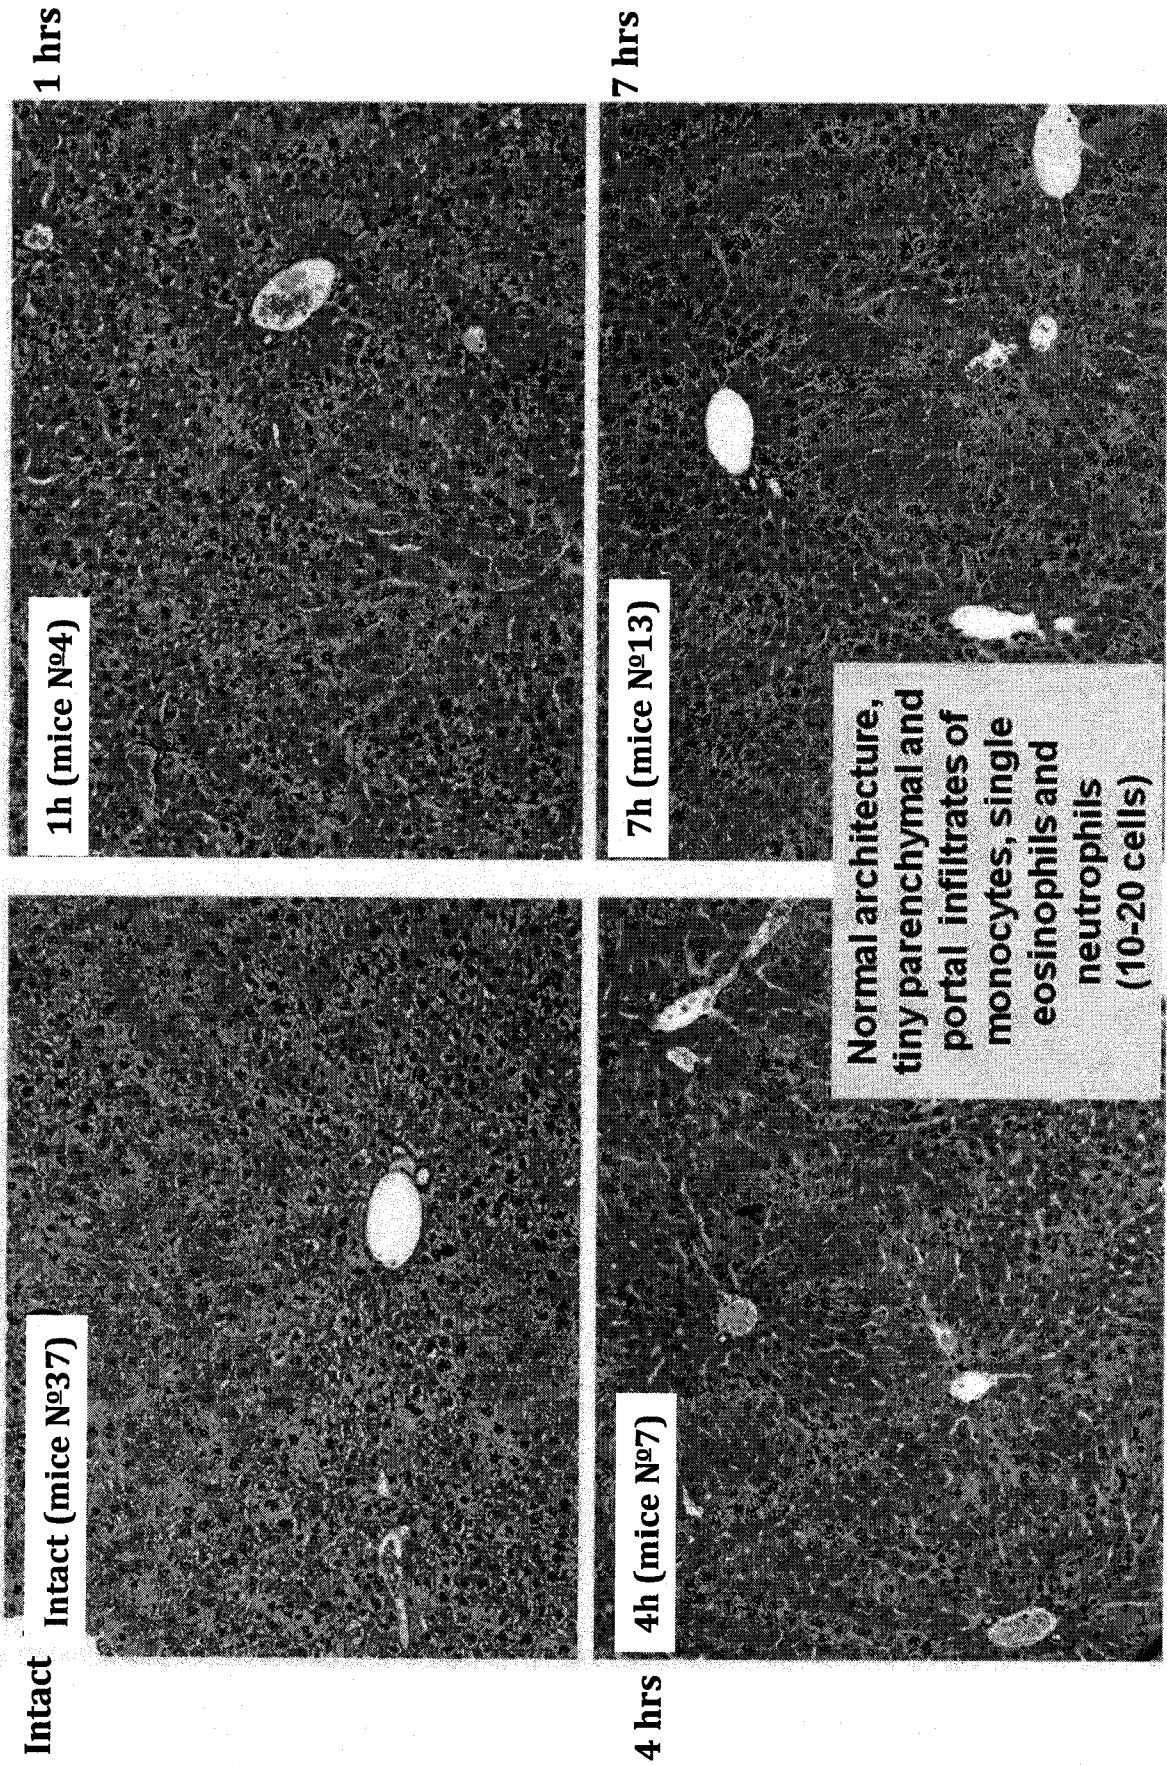 Intact
Intact (mice №37)
1h (mice №4)
1 hrs
4 hrs
4h (mice №7)
7h (mice №13)
7 hrs
Normal architecture,
tiny parenchymal and
portal infiltrates of
monocytes, single
eosinophils and
neutrophils
(10-20 cells)